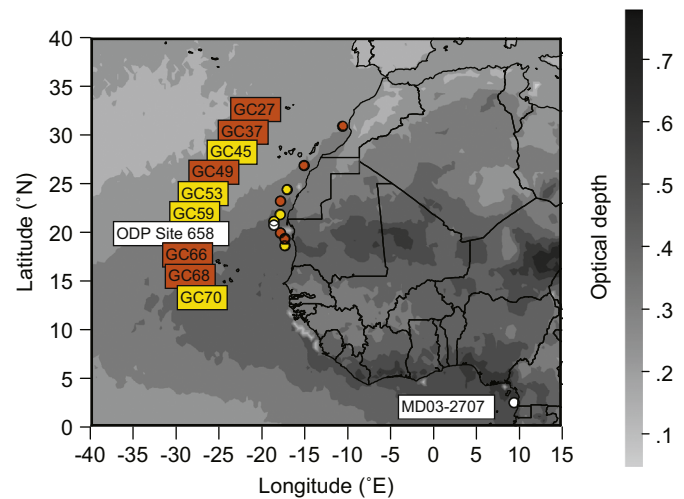 40
35
30
25
20
15
10
5
0
Latitude (˚N)
GC27
GC37
GC45
GC49
GC53
GC59
ODP Site 658
GC66
GC68
GC70
MD03-2707
-40 -35 -30 -25 -20 -15 -10 -5 0 5 10 15
Longitude (˚E)
Optical depth
.7
.6
.5
.4
.3
.2
.1